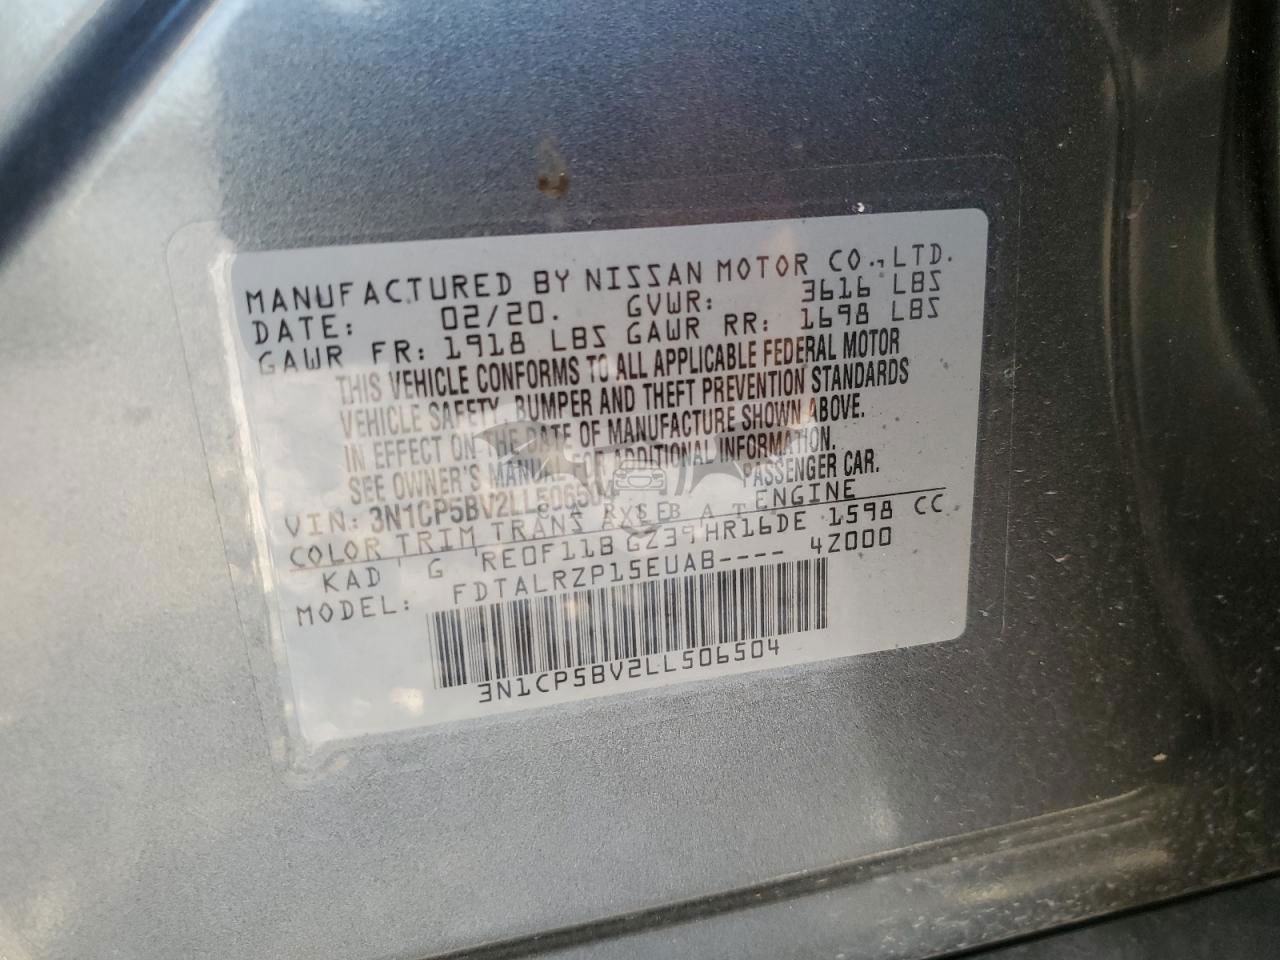 MANUFACTURED BY NISSAN MOTOR CO., LTD.
DATE: 02/20. GVWR: 3616 LBS
GAWR FR: 1918 LBS GAWR RR: 1698 LBS
THIS VEHICLE CONFORMS TO ALL APPLICABLE FEDERAL MOTOR
VEHICLE SAFETY, BUMPER AND THEFT PREVENTION STANDARDS
IN EFFECT ON THE DATE OF MANUFACTURE SHOWN ABOVE.
SEE OWNER'S MANUAL FOR ADDITIONAL INFORMATION.
VIN: 3N1CP5BV2LL506504 PASSENGER CAR.
COLOR TRIM TRANS AXLE ENGINE
KAD G RE0F11B GZ39 HR16DE 1598 CC
MODEL: FDTALRZP15EUAB---- 4Z000
3N1CP5BV2LL506504